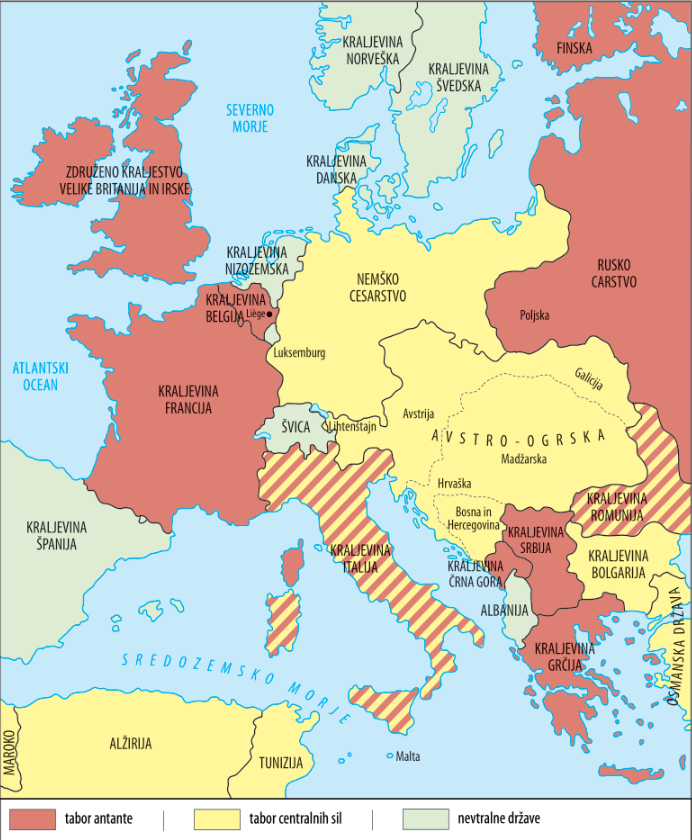 FINSKA
KRALJEVINA
NORVEŠKA
KRALJEVINA
ŠVEDSKA
SEVERNO
MORJE
KRALJEVINA
DANSKA
ZDRUŽENO KRALJESTVO
VELIKE BRITANIJA IN IRSKE
KRALJEVINA
NIZOZEMSKA
NEMŠKO
CESARSTVO
RUSKO
CARSTVO
KRALJEVINA
BELGIJA
Liège
Poljska
Luksemburg
ATLANTSKI
OCEAN
KRALJEVINA
FRANCIJA
Galicija
ŠVICA
Lihtenštajn
Avstrija
AVSTRO-OGRSKA
Madžarska
Hrvaška
Bosna in
Hercegovina
KRALJEVINA
ROMUNIJA
KRALJEVINA
ŠPANIJA
KRALJEVINA
SRBIJA
KRALJEVINA
ITALIJA
KRALJEVINA
ČRNA GORA
KRALJEVINA
BOLGARIJA
ALBANIJA
OSMANSKA DRŽAVA
KRALJEVINA
GRČIJA
SREDOZEMSKO MORJE
MAROKO
ALŽIRIJA
TUNIZIJA
Malta
tabor antante
tabor centralnih sil
nevtralne države